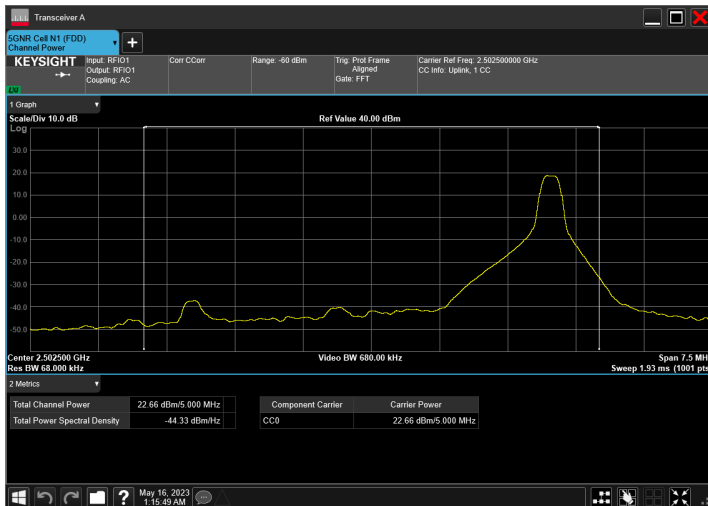 Transceiver A
5GNR Cell N1 (FDD)
Channel Power
KEYSIGHT
LXI
Input: RFIO1
Output: RFIO1
Coupling: AC
Corr CCorr
Range: -60 dBm
Trig: Prot Frame
Aligned
Gate: FFT
Carrier Ref Freq: 2.502500000 GHz
CC Info: Uplink, 1 CC
1 Graph
Scale/Div 10.0 dB
Ref Value 40.00 dBm
Log
30.0
20.0
10.0
0.00
-10.0
-20.0
-30.0
-40.0
-50.0
Center 2.502500 GHz
Video BW 680.00 kHz
Span 7.5 MH
Res BW 68.000 kHz
Sweep 1.93 ms (1001 pts
2 Metrics
Total Channel Power 22.66 dBm/5.000 MHz
Total Power Spectral Density -44.33 dBm/Hz
Component Carrier Carrier Power
CC0 22.66 dBm/5.000 MHz
May 16, 2023
1:15:49 AM